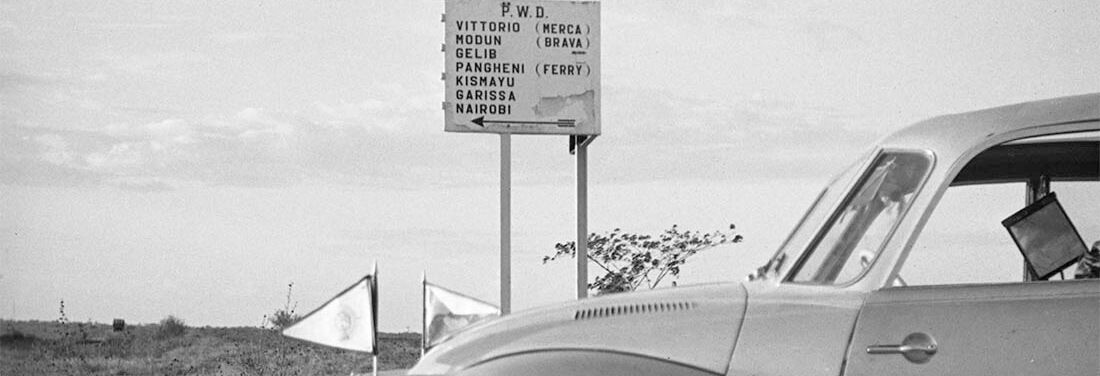 P.W.D.
VITTORIO (MERCA)
MODUN (BRAVA)
GELIB
PANGHENI (FERRY)
KISMAYU
GARISSA
NAIROBI